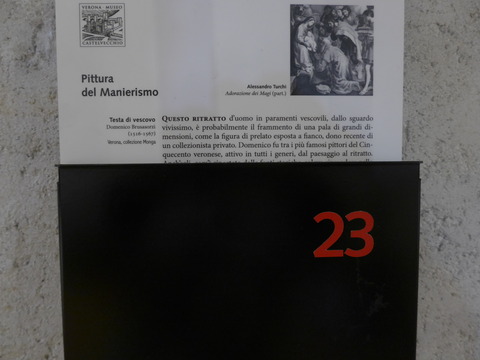 VERONA MUSEO
CASTELVECCHIO
Pittura
del Manierismo
Alessandro Turchi
Adorazione dei Magi (part.)
Testa di vescovo
Domenico Brusasorzi
(1516-1567)
Verona, collezione Monga
QUESTO RITRATTO d'uomo in paramenti vescovili, dallo sguardo
vivissimo, è probabilmente il frammento di una pala di grandi di-
mensioni, come la figura di prelato esposta a fianco, dono recente di
un collezionista privato. Domenico fu tra i più famosi pittori del Cin-
quecento veronese, attivo in tutti i generi, dal paesaggio al ritratto.
23